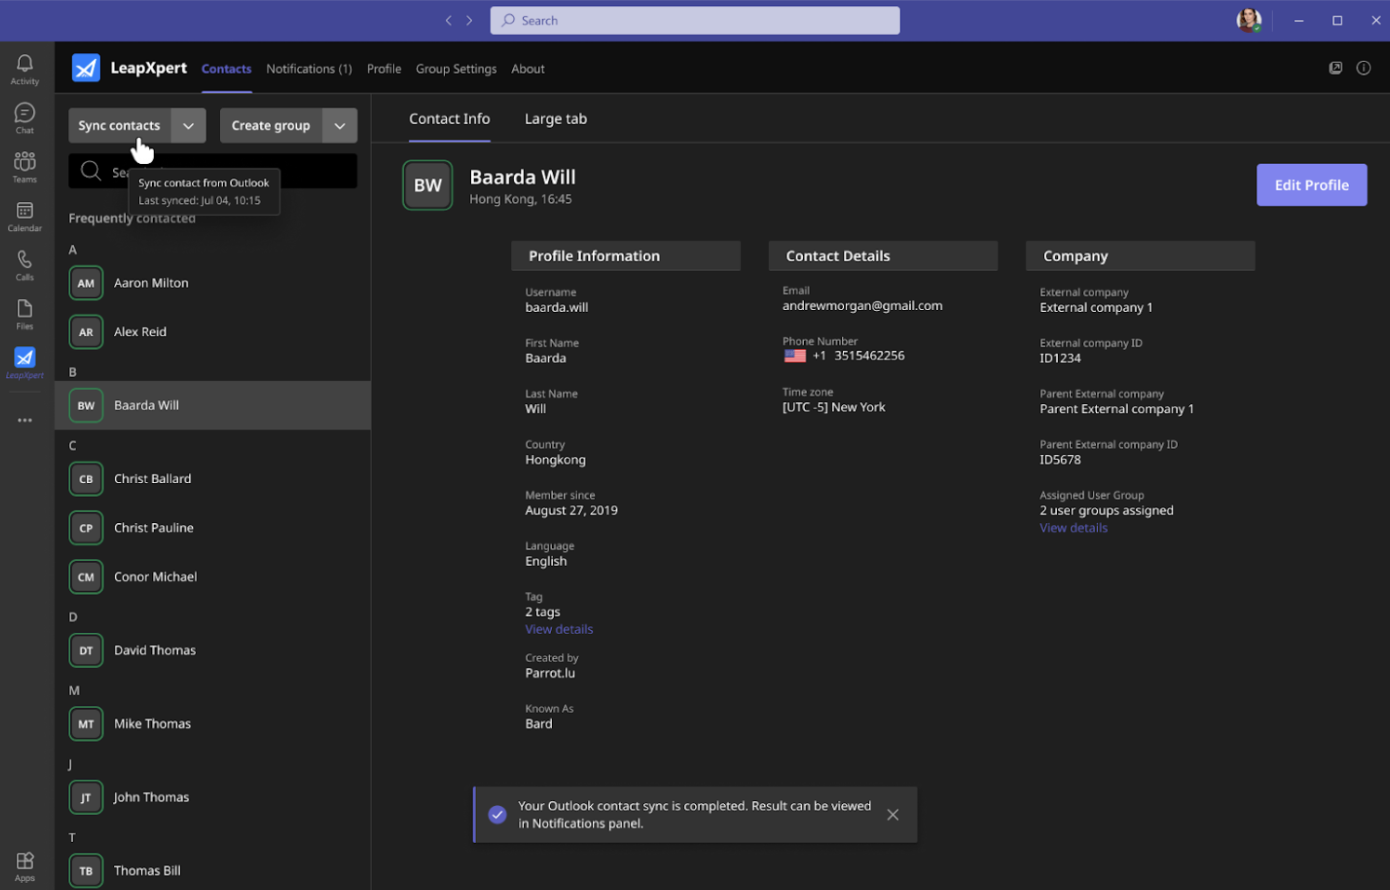 Search
Activity
Chat
Teams
Calendar
Calls
Files
LeapXpert
Apps
LeapXpert
Contacts
Notifications (1)
Profile
Group Settings
About
Sync contacts
Create group
Sync contact from Outlook
Last synced: Jul 04, 10:15
Frequently contacted
A
AM Aaron Milton
AR Alex Reid
B
BW Baarda Will
C
CB Christ Ballard
CP Christ Pauline
CM Conor Michael
D
DT David Thomas
M
MT Mike Thomas
J
JT John Thomas
T
TB Thomas Bill
Contact Info
Large tab
BW
Baarda Will
Hong Kong, 16:45
Edit Profile
Profile Information
Username
baarda.will
First Name
Baarda
Last Name
Will
Country
Hongkong
Member since
August 27, 2019
Language
English
Tag
2 tags
View details
Created by
Parrot.lu
Known As
Bard
Contact Details
Email
andrewmorgan@gmail.com
Phone Number
+1 3515462256
Time zone
[UTC -5] New York
Company
External company
External company 1
External company ID
ID1234
Parent External company
Parent External company 1
Parent External company ID
ID5678
Assigned User Group
2 user groups assigned
View details
Your Outlook contact sync is completed. Result can be viewed
in Notifications panel.